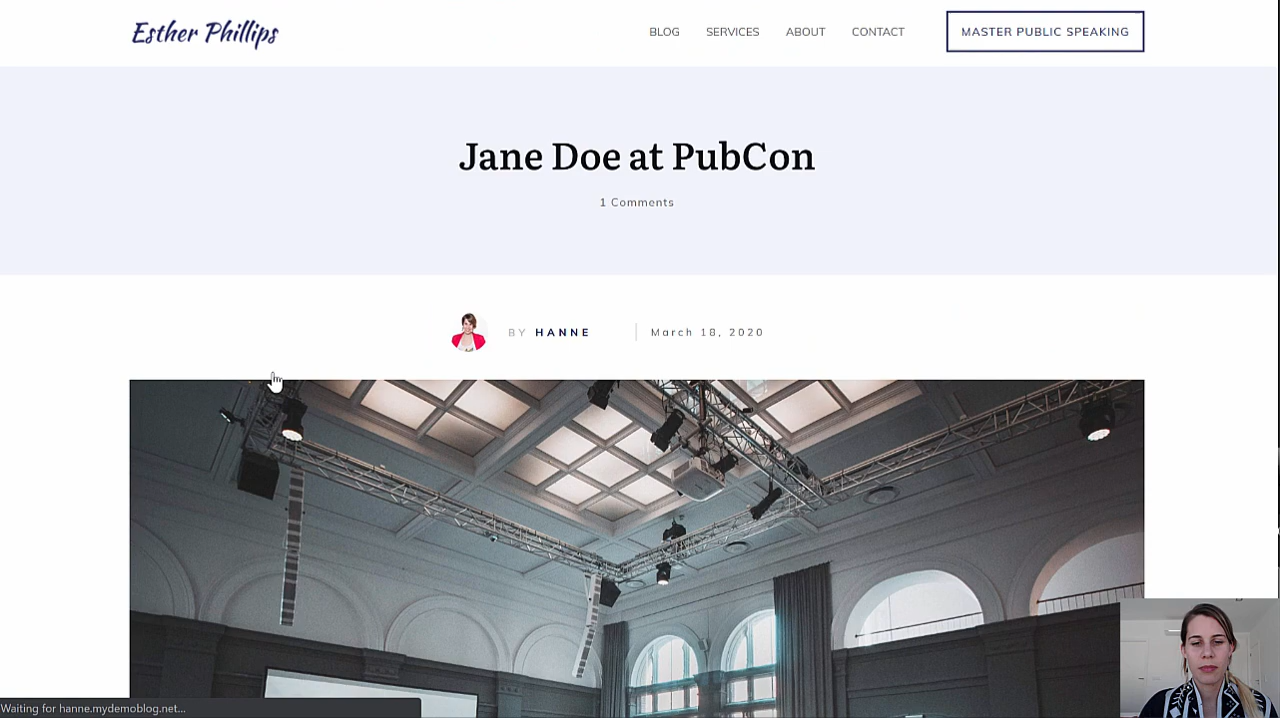 Esther Phillips
BLOG SERVICES ABOUT CONTACT MASTER PUBLIC SPEAKING
Jane Doe at PubCon
1 Comments
BY HANNE March 18, 2020
Waiting for hanne.mydemoblog.net...